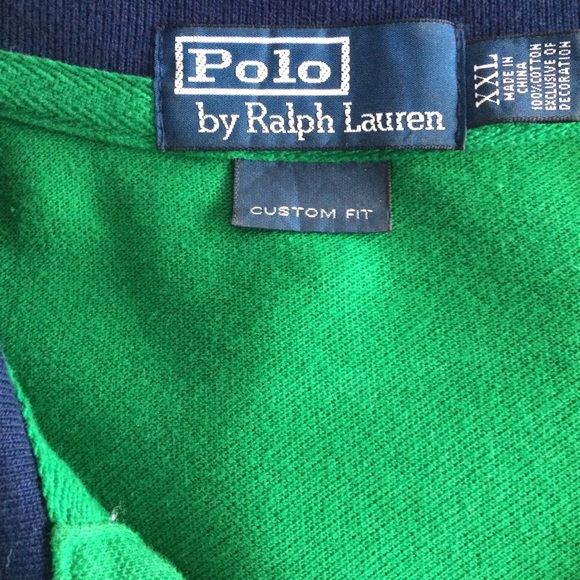 Polo
by Ralph Lauren
CUSTOM FIT
XXL
MADE IN
CHINA
100%COTTON
EXCLUSIVE OF
DECORATION